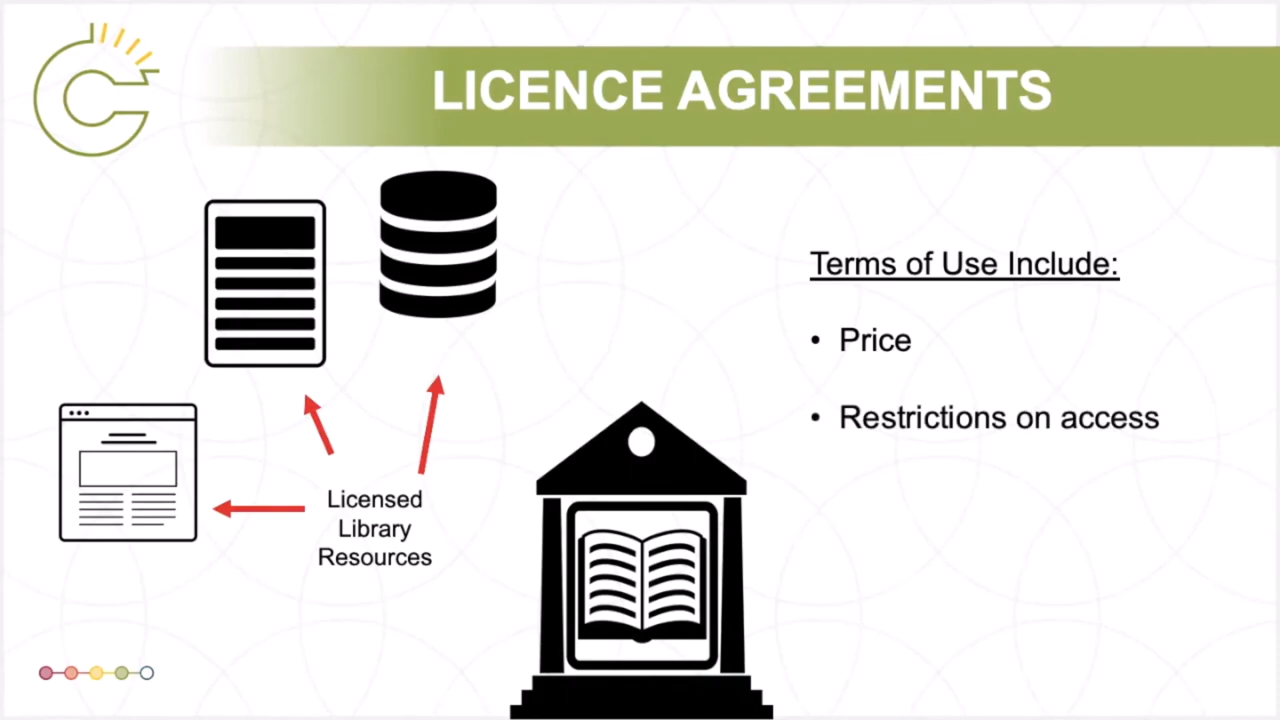 LICENCE AGREEMENTS
Terms of Use Include:
• Price
• Restrictions on access
Licensed
Library
Resources